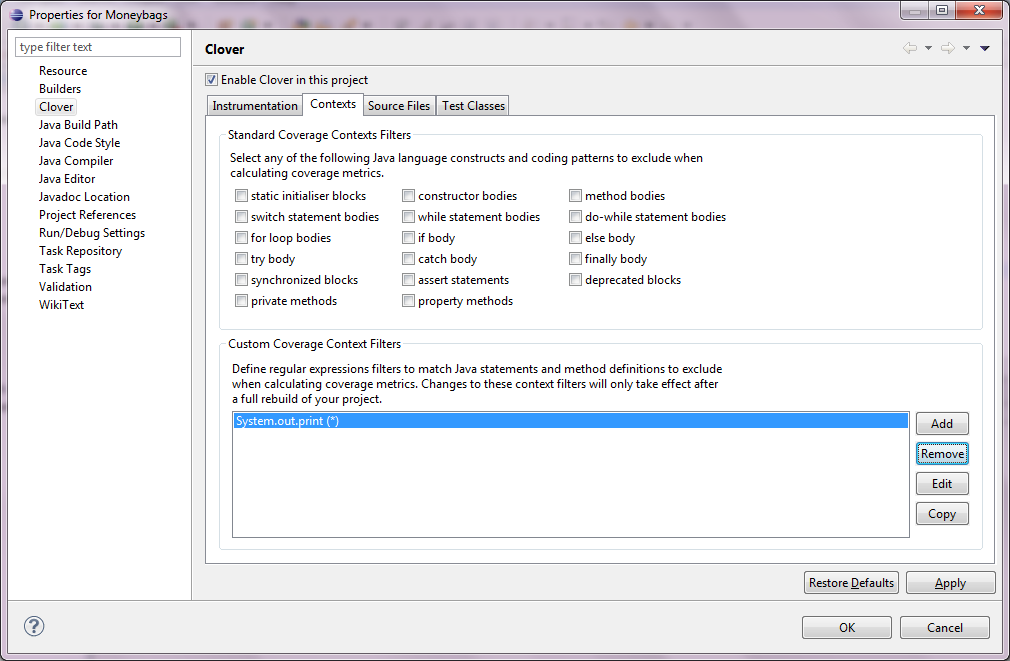 Properties for Moneybags
type filter text
Resource
Builders
Clover
Java Build Path
Java Code Style
Java Compiler
Java Editor
Javadoc Location
Project References
Run/Debug Settings
Task Repository
Task Tags
Validation
WikiText
Clover
Enable Clover in this project
Instrumentation Contexts Source Files Test Classes
Standard Coverage Contexts Filters
Select any of the following Java language constructs and coding patterns to exclude when
calculating coverage metrics.
static initialiser blocks constructor bodies method bodies
switch statement bodies while statement bodies do-while statement bodies
for loop bodies if body else body
try body catch body finally body
synchronized blocks assert statements deprecated blocks
private methods property methods
Custom Coverage Context Filters
Define regular expressions filters to match Java statements and method definitions to exclude
when calculating coverage metrics. Changes to these context filters will only take effect after
a full rebuild of your project.
System.out.print (*)
Add
Remove
Edit
Copy
Restore Defaults Apply
? OK Cancel